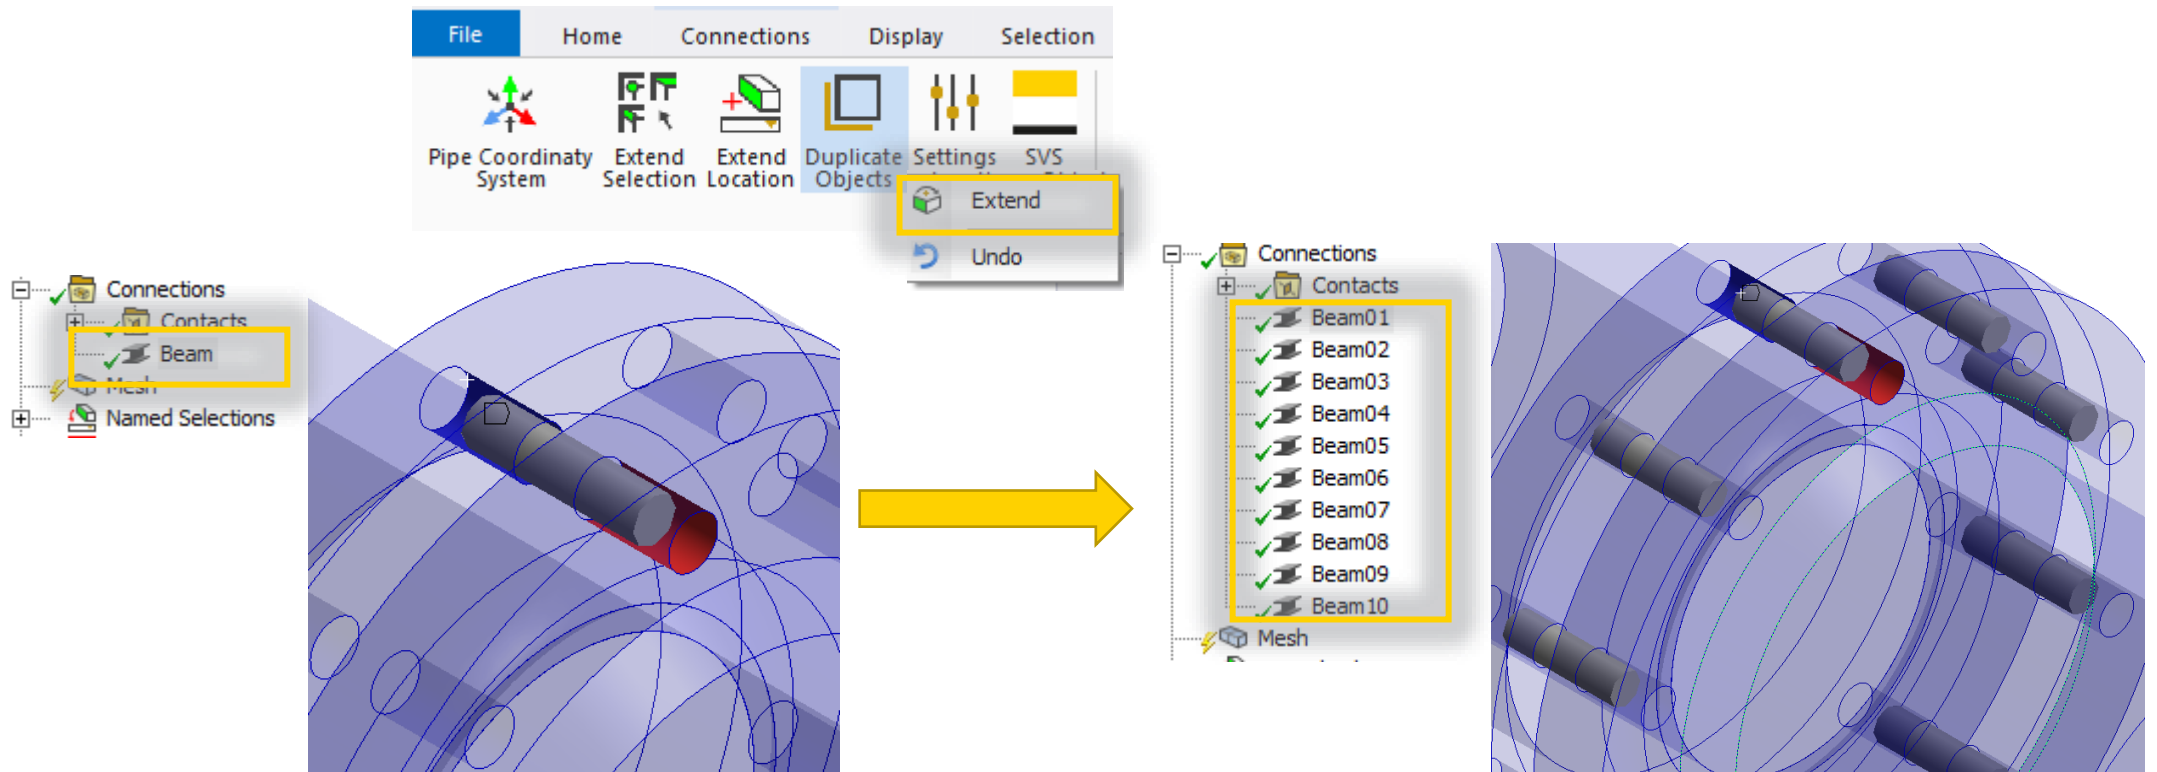 File Home Connections Display Selection
Pipe Coordinaty Extend Extend Duplicate Settings SVS
System Selection Location Objects
Extend
Undo
Connections
Contacts
Beam
Mesh
Named Selections
Connections
Contacts
Beam01
Beam02
Beam03
Beam04
Beam05
Beam06
Beam07
Beam08
Beam09
Beam10
Mesh